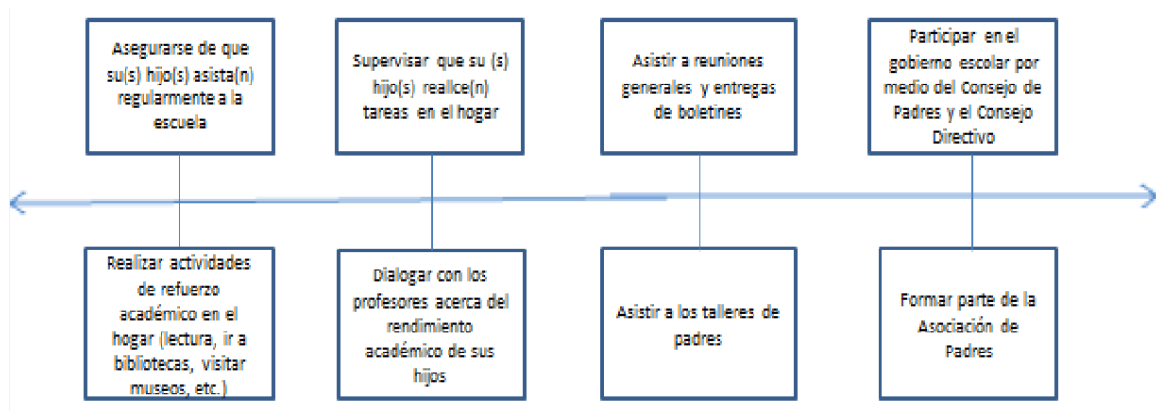 Asegurarse de que
su(s) hijo(s) asista(n)
regularmente a la
escuela
Supervisar que su (s)
hijo(s) reallce(n)
tareas en el hogar
Asistir a reuniones
generales y entregas
de boletines
Participar en el
gobierno escolar por
medio del Consejo de
Padres y el Consejo
Directivo
Realizar actividades
de refuerzo
académico en el
hogar (lectura, ir a
bibliotecas, visitar
museos, etc.)
Dialogar con los
profesores acerca del
rendimiento
académico de sus
hijos
Asistir a los talleres de
padres
Formar parte de la
Asociación de
Padres